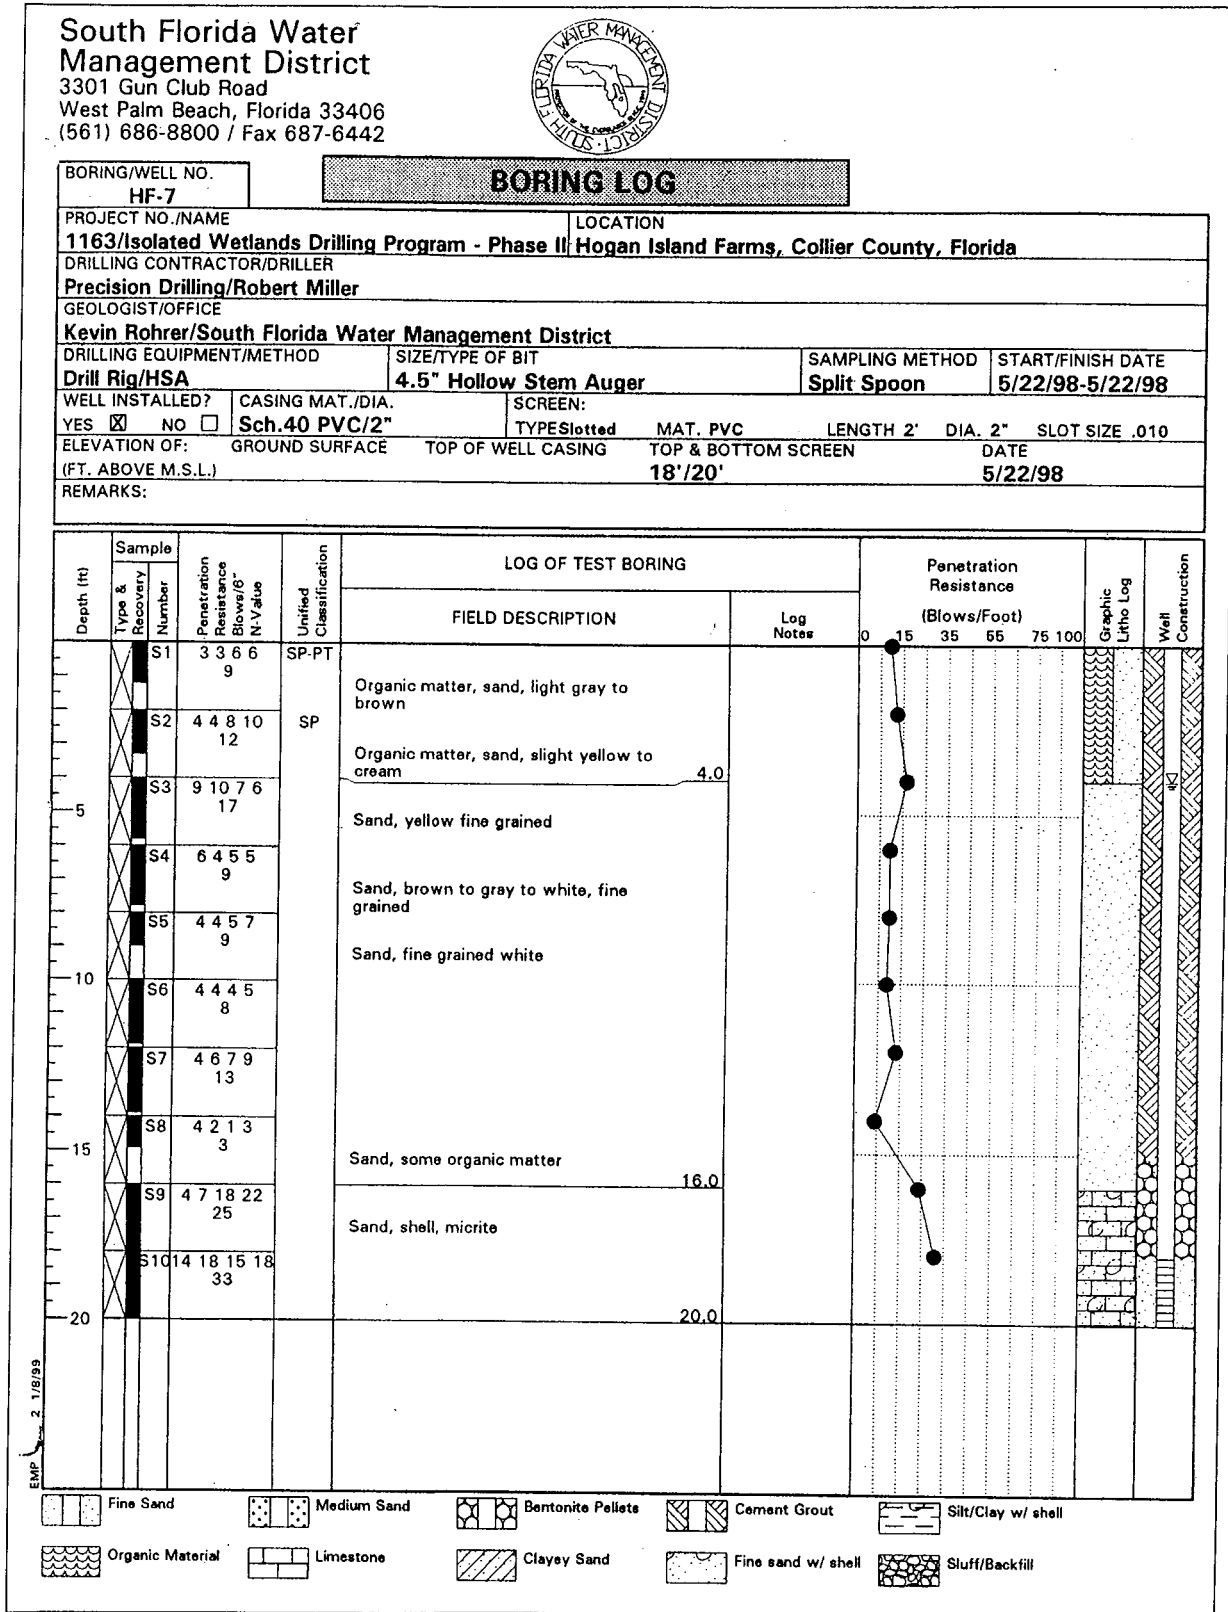 South Florida Water
Management District
3301 Gun Club Road
West Palm Beach, Florida 33406
(561) 686-8800 / Fax 687-6442
SOUTH FLORIDA WATER MANAGEMENT DISTRICT
BORING/WELL NO.
HF-7
BORING LOG
PROJECT NO./NAME
1163/Isolated Wetlands Drilling Program - Phase II
LOCATION
Hogan Island Farms, Collier County, Florida
DRILLING CONTRACTOR/DRILLER
Precision Drilling/Robert Miller
GEOLOGIST/OFFICE
Kevin Rohrer/South Florida Water Management District
DRILLING EQUIPMENT/METHOD
Drill Rig/HSA
SIZE/TYPE OF BIT
4.5" Hollow Stem Auger
SAMPLING METHOD
Split Spoon
START/FINISH DATE
5/22/98-5/22/98
WELL INSTALLED?
YES ☒ NO ☐
CASING MAT./DIA.
Sch.40 PVC/2"
SCREEN:
TYPESlotted MAT. PVC LENGTH 2' DIA. 2" SLOT SIZE .010
ELEVATION OF: GROUND SURFACE TOP OF WELL CASING TOP & BOTTOM SCREEN DATE
(FT. ABOVE M.S.L.) 18'/20' 5/22/98
REMARKS:
Depth (ft)
Sample
Type &
Recovery
Number
Penetration
Resistance
Blows/6"
N-Value
Unified
Classification
LOG OF TEST BORING
FIELD DESCRIPTION
Log
Notes
Penetration
Resistance
(Blows/Foot)
0 15 35 55 75 100
Graphic
Litho Log
Well
Construction
S1 3 3 6 6 SP-PT
9
Organic matter, sand, light gray to
brown
S2 4 4 8 10 SP
12
Organic matter, sand, slight yellow to
cream 4.0
S3 9 10 7 6
17
5
Sand, yellow fine grained
S4 6 4 5 5
9
Sand, brown to gray to white, fine
grained
S5 4 4 5 7
9
Sand, fine grained white
10
S6 4 4 4 5
8
S7 4 6 7 9
13
S8 4 2 1 3
3
15
Sand, some organic matter
16.0
S9 4 7 18 22
25
Sand, shell, micrite
S10 14 18 15 18
33
20 20.0
EMP 2 1/8/99
Fine Sand
Medium Sand
Bentonite Pellets
Cement Grout
Silt/Clay w/ shell
Organic Material
Limestone
Clayey Sand
Fine sand w/ shell
Sluff/Backfill